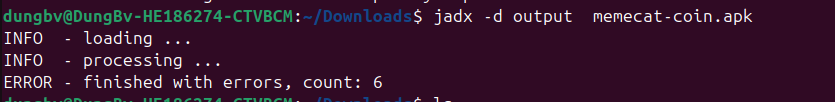 dungbv@DungBv-HE186274-CTVBCM:~/Downloads$ jadx -d output  memecat-coin.apk
INFO  - loading ...
INFO  - processing ...
ERROR - finished with errors, count: 6
dungbv@DungBv-HE186274-CTVBCM:~/Downloads$ ls